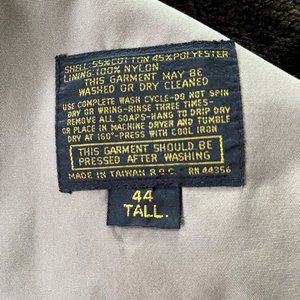 SHELL: 55% COTTON 45% POLYESTER
LINING: 100% NYLON
THIS GARMENT MAY BE
WASHED OR DRY CLEANED
USE COMPLETE WASH CYCLE-DO NOT SPIN
DRY OR WRING-RINSE THREE TIMES-
REMOVE ALL SOAPS-HANG TO DRIP DRY
OR PLACE IN MACHINE DRYER AND TUMBLE
DRY AT 160°-PRESS WITH COOL IRON
THIS GARMENT SHOULD BE
PRESSED AFTER WASHING
MADE IN TAIWAN R.O.C. RN 44356
44
TALL.